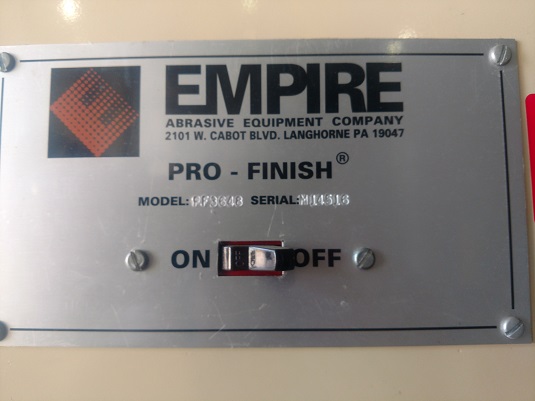 EMPIRE
ABRASIVE EQUIPMENT COMPANY
2101 W. CABOT BLVD. LANGHORNE PA 19047
PRO - FINISH®
MODEL: SERIAL:
ON OFF